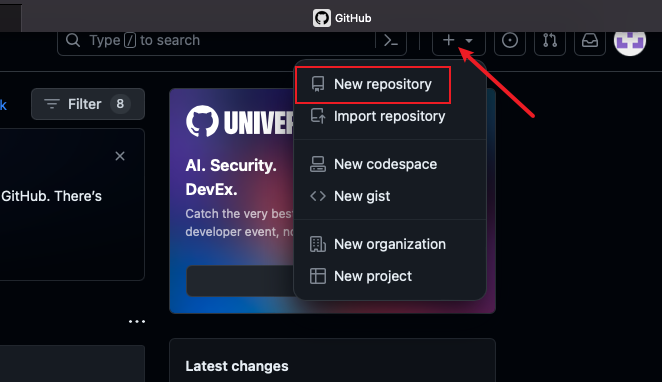 GitHub
Type / to search
k
Filter 8
New repository
Import repository
New codespace
New gist
New organization
New project
GitHub. There's
UNIVER
AI. Security.
DevEx.
Catch the very bes
developer event, no
Latest changes